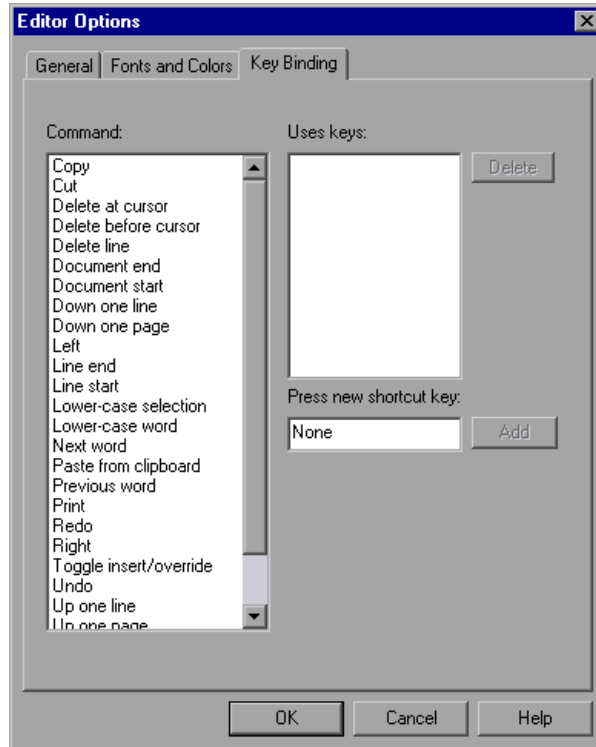 Editor Options
General
Fonts and Colors
Key Binding
Command:
Copy
Cut
Delete at cursor
Delete before cursor
Delete line
Document end
Document start
Down one line
Down one page
Left
Line end
Line start
Lower-case selection
Lower-case word
Next word
Paste from clipboard
Previous word
Print
Redo
Right
Toggle insert/override
Undo
Up one line
Up one page
Uses keys:
Delete
Press new shortcut key:
None
Add
OK
Cancel
Help